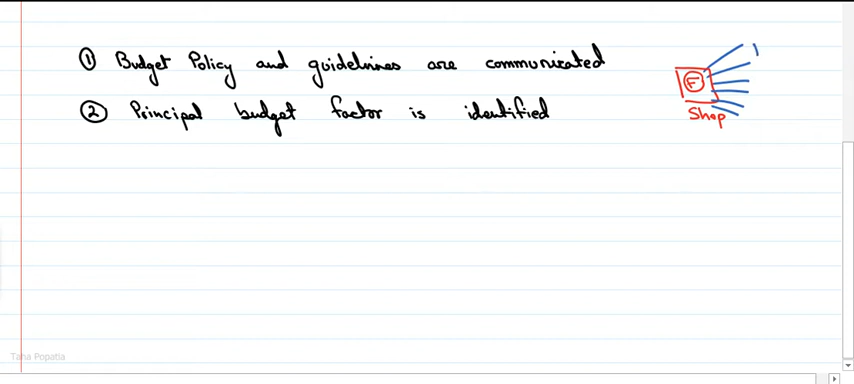 ① Budget Policy and guidelines are communicated
② Principal budget factor is identified
F
Shop
Taha Popatia